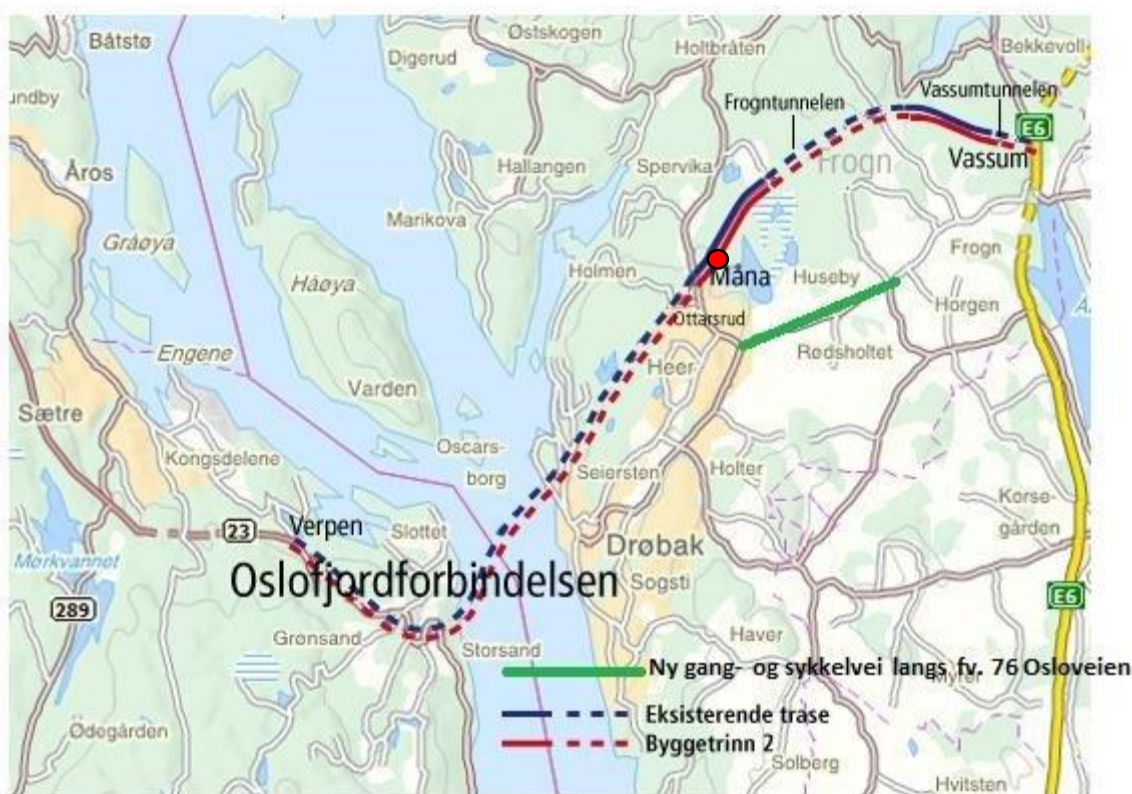 Båtstø
Østskogen
Digerud
Holtbråten
Bekkevoll
undby
Frogntunnelen
Vassumtunnelen
E6
Vassum
Frogn
Åros
Hallangen
Spervika
Marikova
Gråøya
Håøya
Holmen
Måna
Huseby
Frogn
Horgen
Ottarsrud
Engene
Rødsholtet
Heer
Varden
Sætre
Oscars-
borg
Kongsdelene
Seiersten
Holter
Korse-
gården
23
Verpen
Slottet
Drøbak
Mørkvannet
Oslofjordforbindelsen
Sogsti
289
E6
Grønsand
Storsand
Haver
Ny gang- og sykkelvei langs fv. 76 Osloveien
Eksisterende trase
Ødegården
Byggetrinn 2
Solberg
Hvitsten